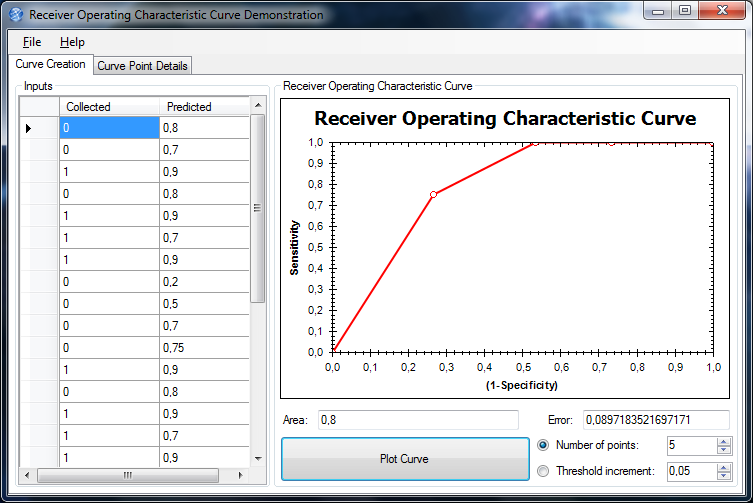 Receiver Operating Characteristic Curve Demonstration
File Help
Curve Creation Curve Point Details
Inputs
Collected Predicted
0 0,8
0 0,7
1 0,9
0 0,8
1 0,9
1 0,7
1 0,9
0 0,2
0 0,5
0 0,7
0 0,75
1 0,9
0 0,8
1 0,9
1 0,7
1 0,9
Receiver Operating Characteristic Curve
Receiver Operating Characteristic Curve
Sensitivity
1,0
0,9
0,8
0,7
0,6
0,5
0,4
0,3
0,2
0,1
0,0
0,0 0,1 0,2 0,3 0,4 0,5 0,6 0,7 0,8 0,9 1,0
(1-Specificity)
Area: 0,8 Error: 0,0897183521697171
Plot Curve
Number of points: 5
Threshold increment: 0,05